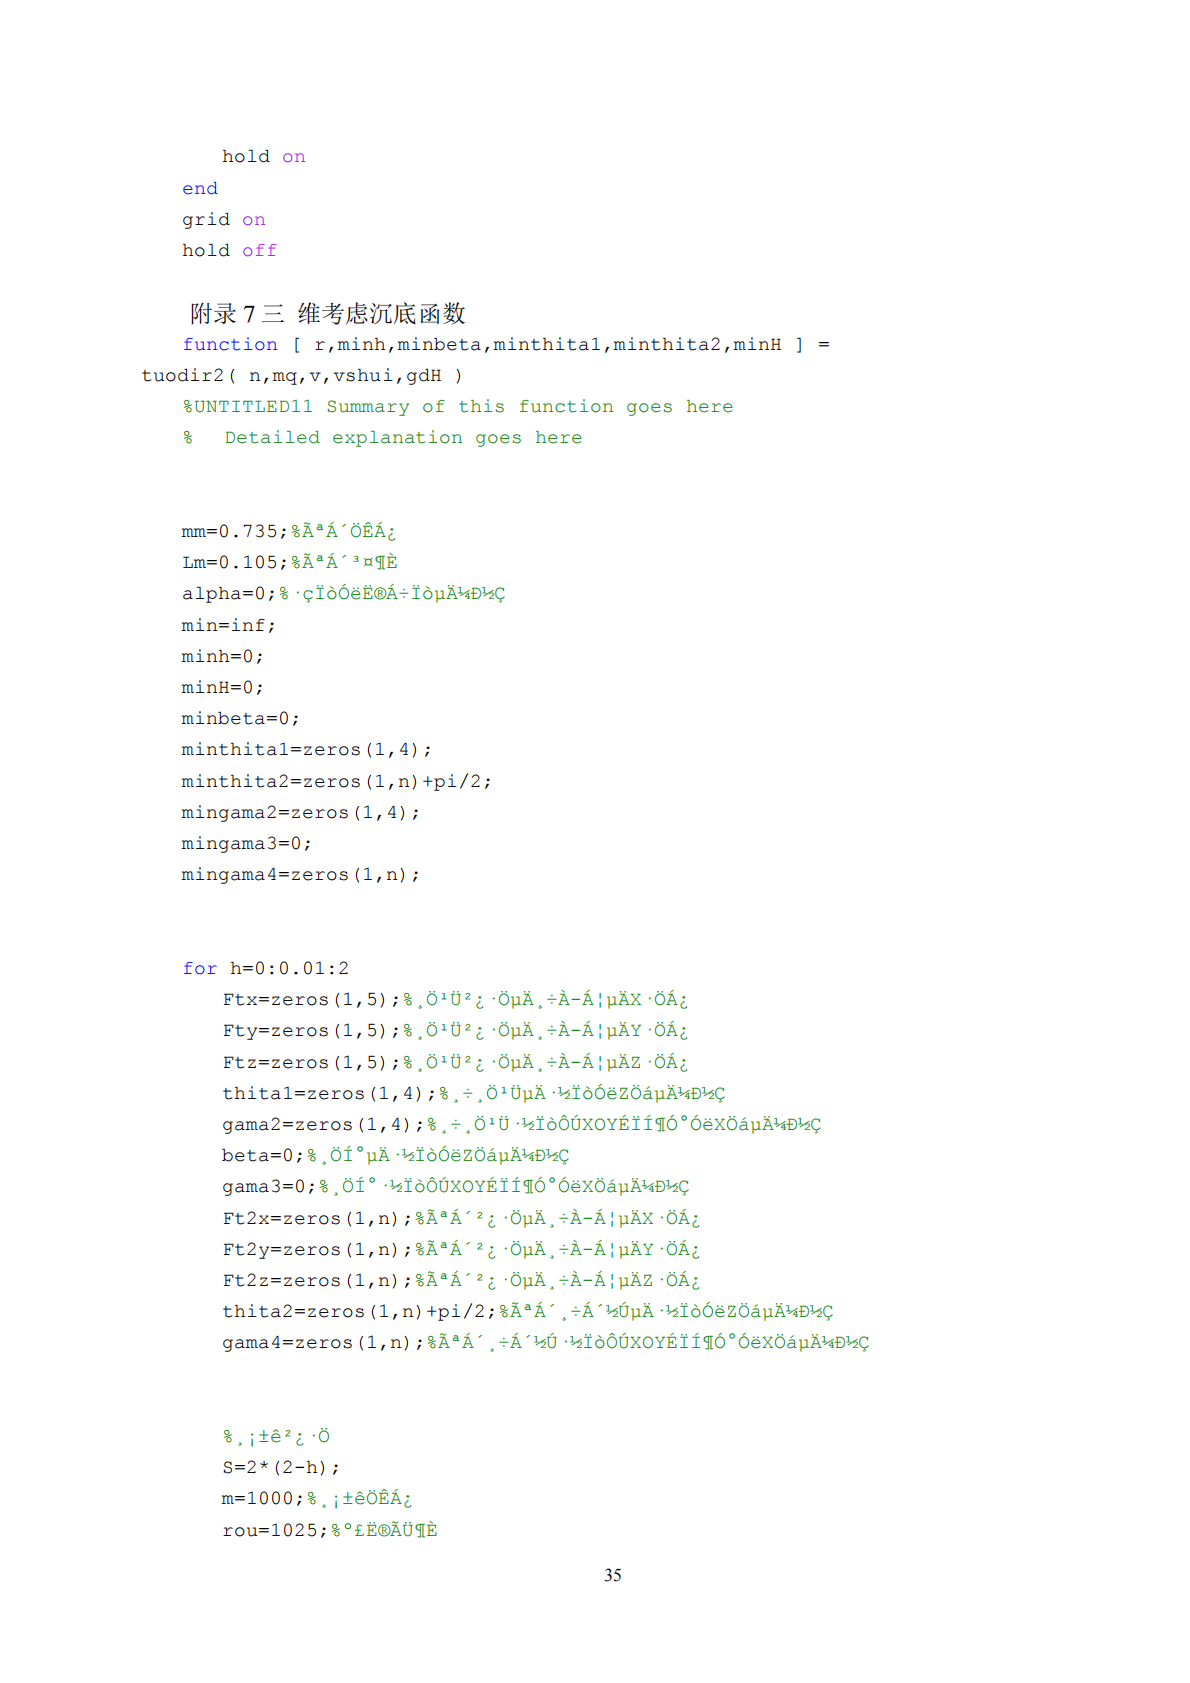 hold on
end
grid on
hold off
附录 7 三 维考虑沉底函数
function [ r,minh,minbeta,minthita1,minthita2,minH ] =
tuodir2( n,mq,v,vshui,gdH )
%UNTITLED11 Summary of this function goes here
%   Detailed explanation goes here
mm=0.735;%ÃªÁ´ÖÊÁ¿
Lm=0.105;%ÃªÁ´³¤¶È
alpha=0;%·çÏòÓëË®Á÷ÏòµÄ¼Ð½Ç
min=inf;
minh=0;
minH=0;
minbeta=0;
minthita1=zeros(1,4);
minthita2=zeros(1,n)+pi/2;
mingama2=zeros(1,4);
mingama3=0;
mingama4=zeros(1,n);
for h=0:0.01:2
Ftx=zeros(1,5);%¸Ö¹Ü²¿·ÖµÄ¸÷À­Á¦µÄX·ÖÁ¿
Fty=zeros(1,5);%¸Ö¹Ü²¿·ÖµÄ¸÷À­Á¦µÄY·ÖÁ¿
Ftz=zeros(1,5);%¸Ö¹Ü²¿·ÖµÄ¸÷À­Á¦µÄZ·ÖÁ¿
thita1=zeros(1,4);%¸÷¸Ö¹ÜµÄ·½ÏòÓëZÖáµÄ¼Ð½Ç
gama2=zeros(1,4);%¸÷¸Ö¹Ü·½ÏòÔÚXOYÉÏÍ¶Ó°ÓëXÖáµÄ¼Ð½Ç
beta=0;%¸ÖÍ°µÄ·½ÏòÓëZÖáµÄ¼Ð½Ç
gama3=0;%¸ÖÍ°·½ÏòÔÚXOYÉÏÍ¶Ó°ÓëXÖáµÄ¼Ð½Ç
Ft2x=zeros(1,n);%ÃªÁ´²¿·ÖµÄ¸÷À­Á¦µÄX·ÖÁ¿
Ft2y=zeros(1,n);%ÃªÁ´²¿·ÖµÄ¸÷À­Á¦µÄY·ÖÁ¿
Ft2z=zeros(1,n);%ÃªÁ´²¿·ÖµÄ¸÷À­Á¦µÄZ·ÖÁ¿
thita2=zeros(1,n)+pi/2;%ÃªÁ´¸÷Á´½ÚµÄ·½ÏòÓëZÖáµÄ¼Ð½Ç
gama4=zeros(1,n);%ÃªÁ´¸÷Á´½Ú·½ÏòÔÚXOYÉÏÍ¶Ó°ÓëXÖáµÄ¼Ð½Ç
%¸¡±ê²¿·Ö
S=2*(2-h);
m=1000;%¸¡±êÖÊÁ¿
rou=1025;%º£Ë®ÃÜ¶È
35